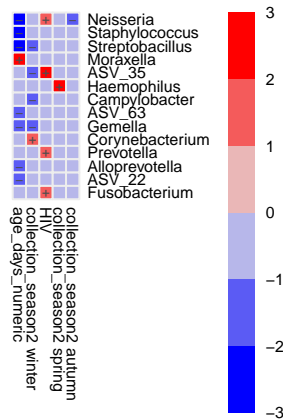 Neisseria
Staphylococcus
Streptobacillus
Moraxella
ASV_35
Haemophilus
Campylobacter
ASV_63
Gemella
Corynebacterium
Prevotella
Alloprevotella
ASV_22
Fusobacterium
age_days_numeric
collection_season2 winter
HIV
collection_season2 spring
collection_season2 autumn
3
2
1
0
−1
−2
−3